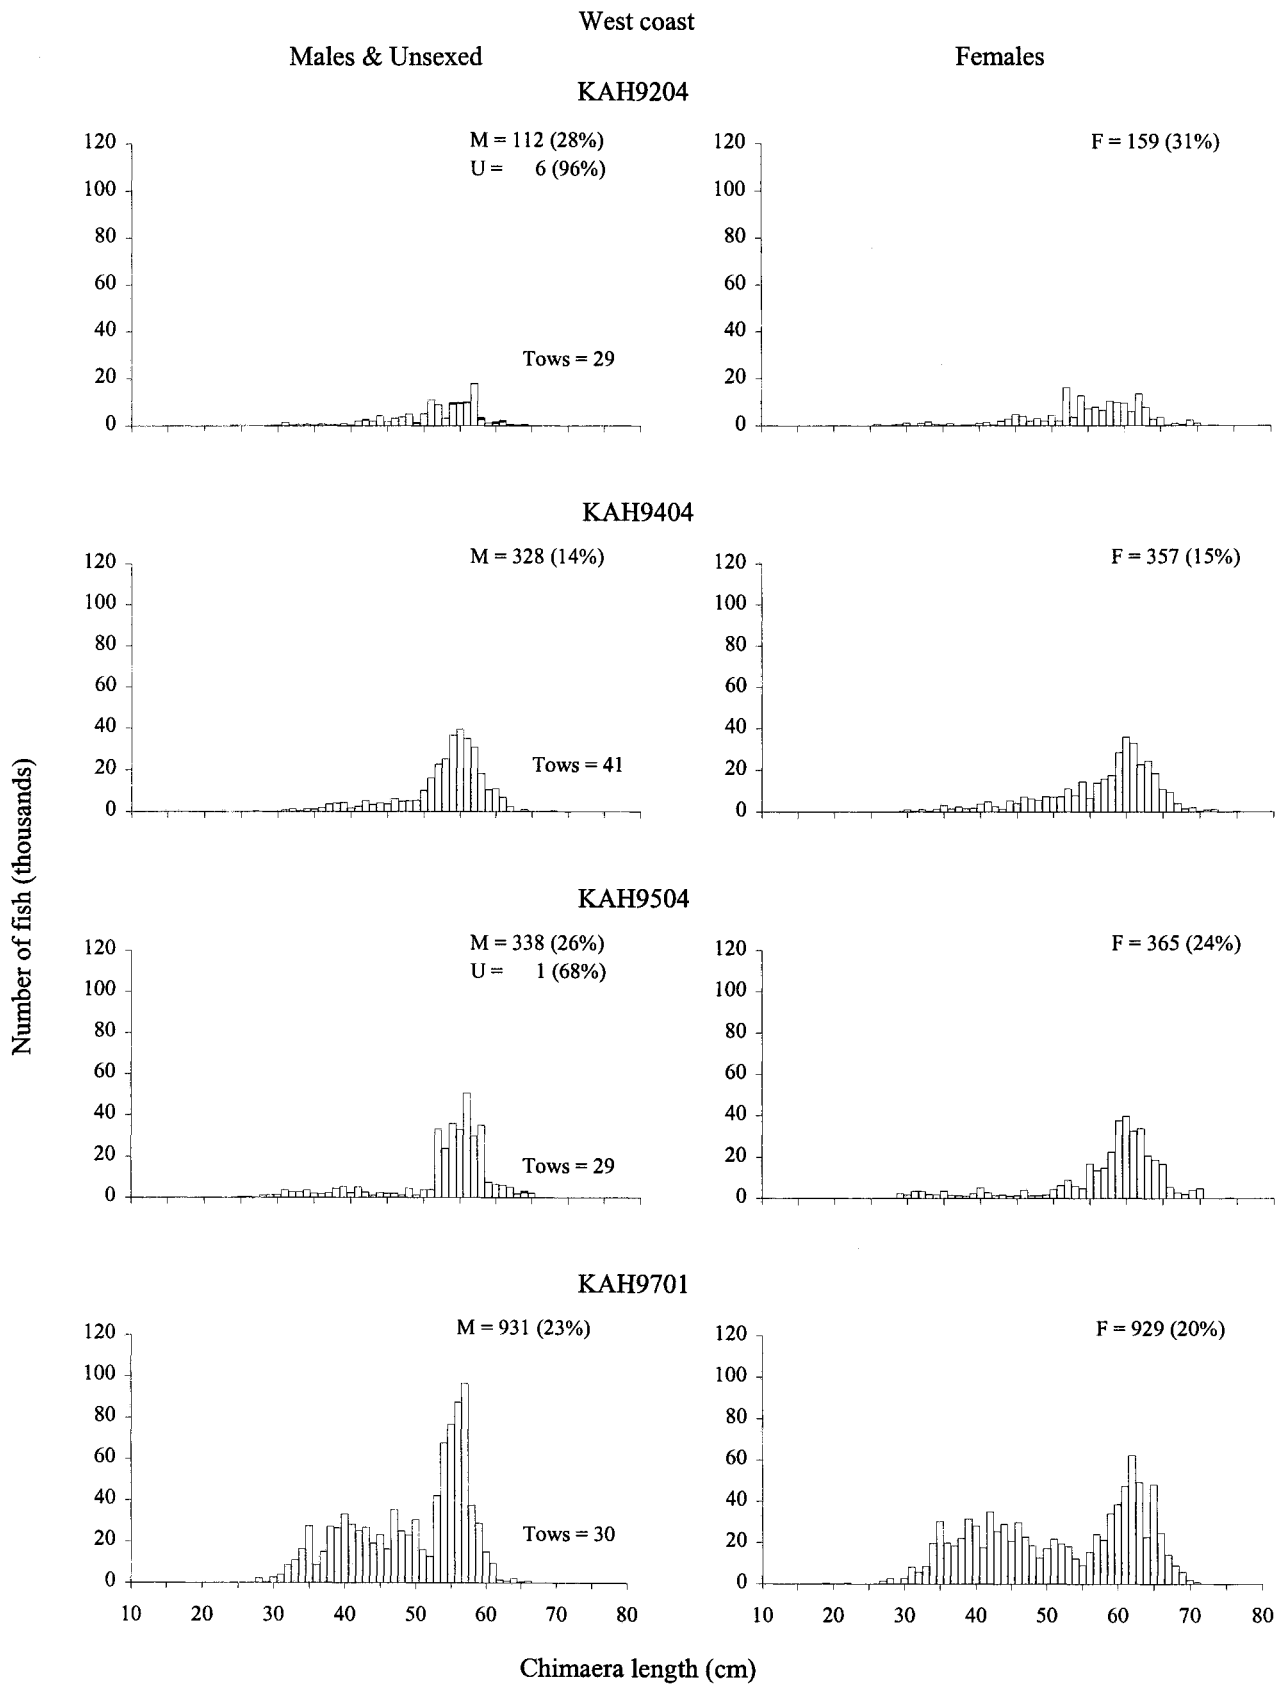 West coast
Males & Unsexed Females
KAH9204
M = 112 (28%)
U = 6 (96%)
F = 159 (31%)
120 120
100 100
80 80
60 60
40 40
Tows = 29
20 20
0 0
KAH9404
M = 328 (14%)
F = 357 (15%)
120 120
100 100
80 80
60 60
40 40
Tows = 41
20 20
0 0
Number of fish (thousands)
KAH9504
M = 338 (26%)
U = 1 (68%)
F = 365 (24%)
120 120
100 100
80 80
60 60
40 40
Tows = 29
20 20
0 0
KAH9701
M = 931 (23%)
F = 929 (20%)
120 120
100 100
80 80
60 60
40 40
Tows = 30
20 20
0 0
10 20 30 40 50 60 70 80 10 20 30 40 50 60 70 80
Chimaera length (cm)